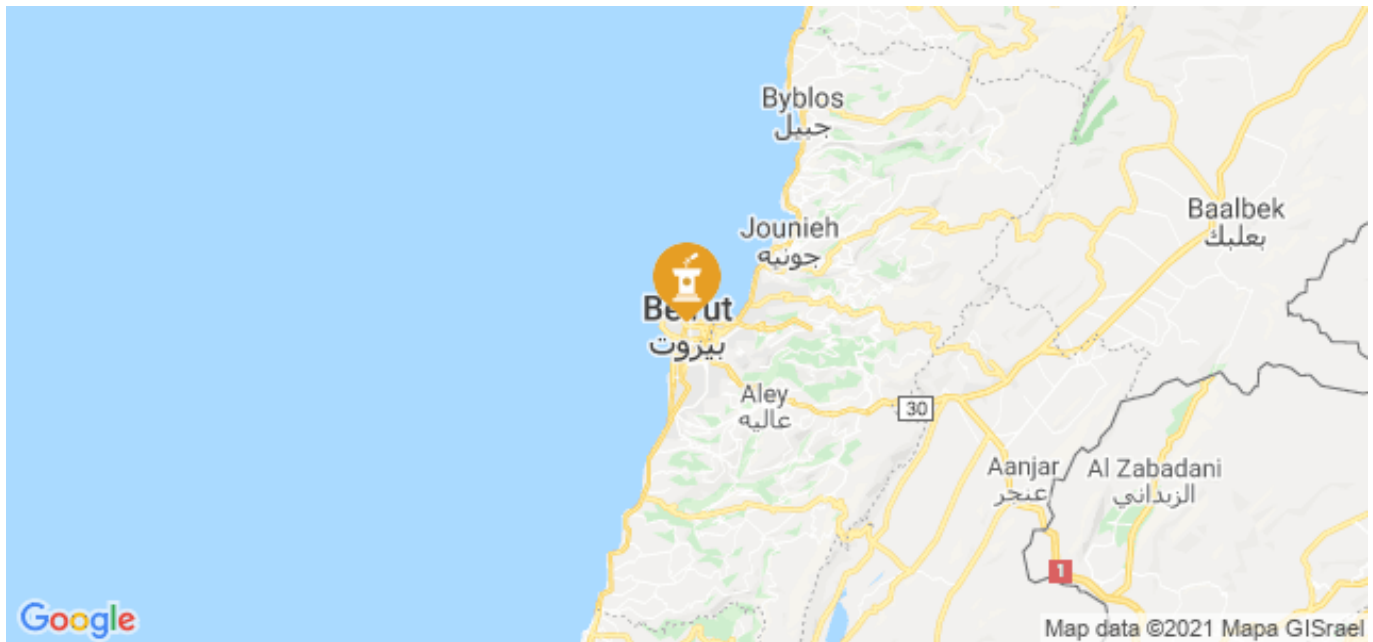 Byblos
جبيل
Baalbek
بعلبك
Jounieh
جونيه
Beirut
بيروت
Aley
عاليه
30
Aanjar
عنجر
Al Zabadani
الزبداني
1
Google
Map data ©2021 Mapa GISrael